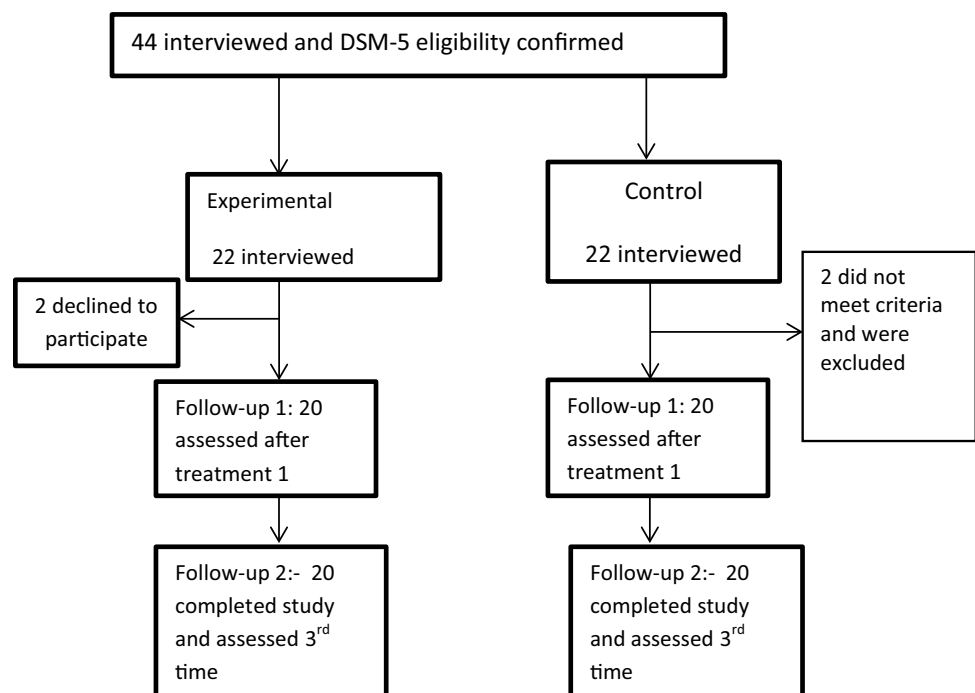 44 interviewed and DSM-5 eligibility confirmed
Experimental
22 interviewed
Control
22 interviewed
2 declined to
participate
2 did not
meet criteria
and were
excluded
Follow-up 1: 20
assessed after
treatment 1
Follow-up 1: 20
assessed after
treatment 1
Follow-up 2:- 20
completed study
and assessed 3rd
time
Follow-up 2:- 20
completed study
and assessed 3rd
time